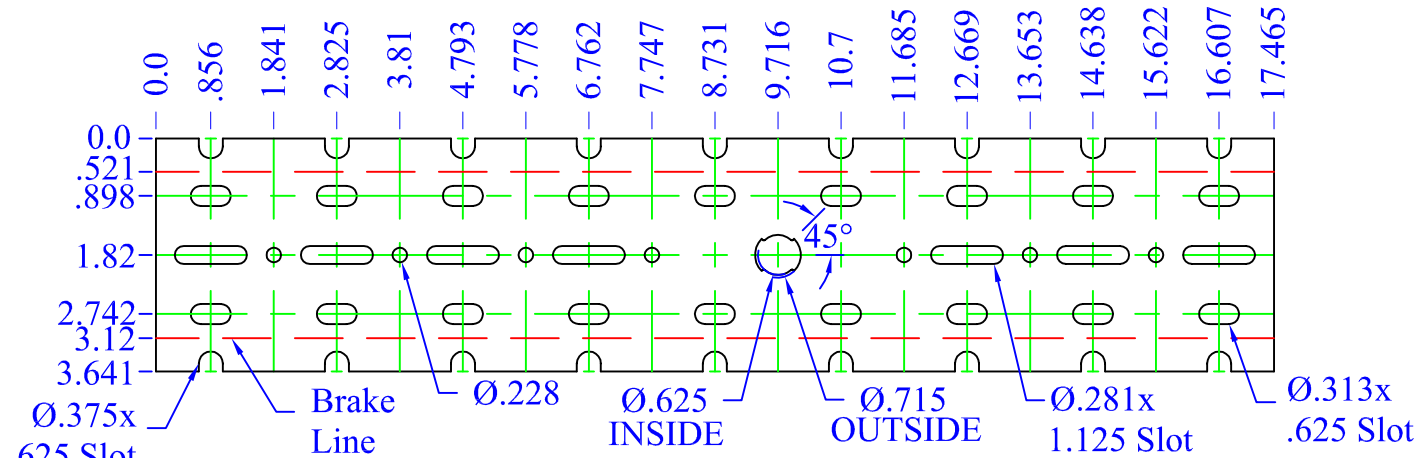 0.0
.856
1.841
2.825
3.81
4.793
5.778
6.762
7.747
8.731
9.716
10.7
11.685
12.669
13.653
14.638
15.622
16.607
17.465
0.0
.521
.898
1.82
2.742
3.12
3.641
45°
Ø.375x
.625 Slot
Brake
Line
Ø.228
Ø.625
INSIDE
Ø.715
OUTSIDE
Ø.281x
1.125 Slot
Ø.313x
.625 Slot